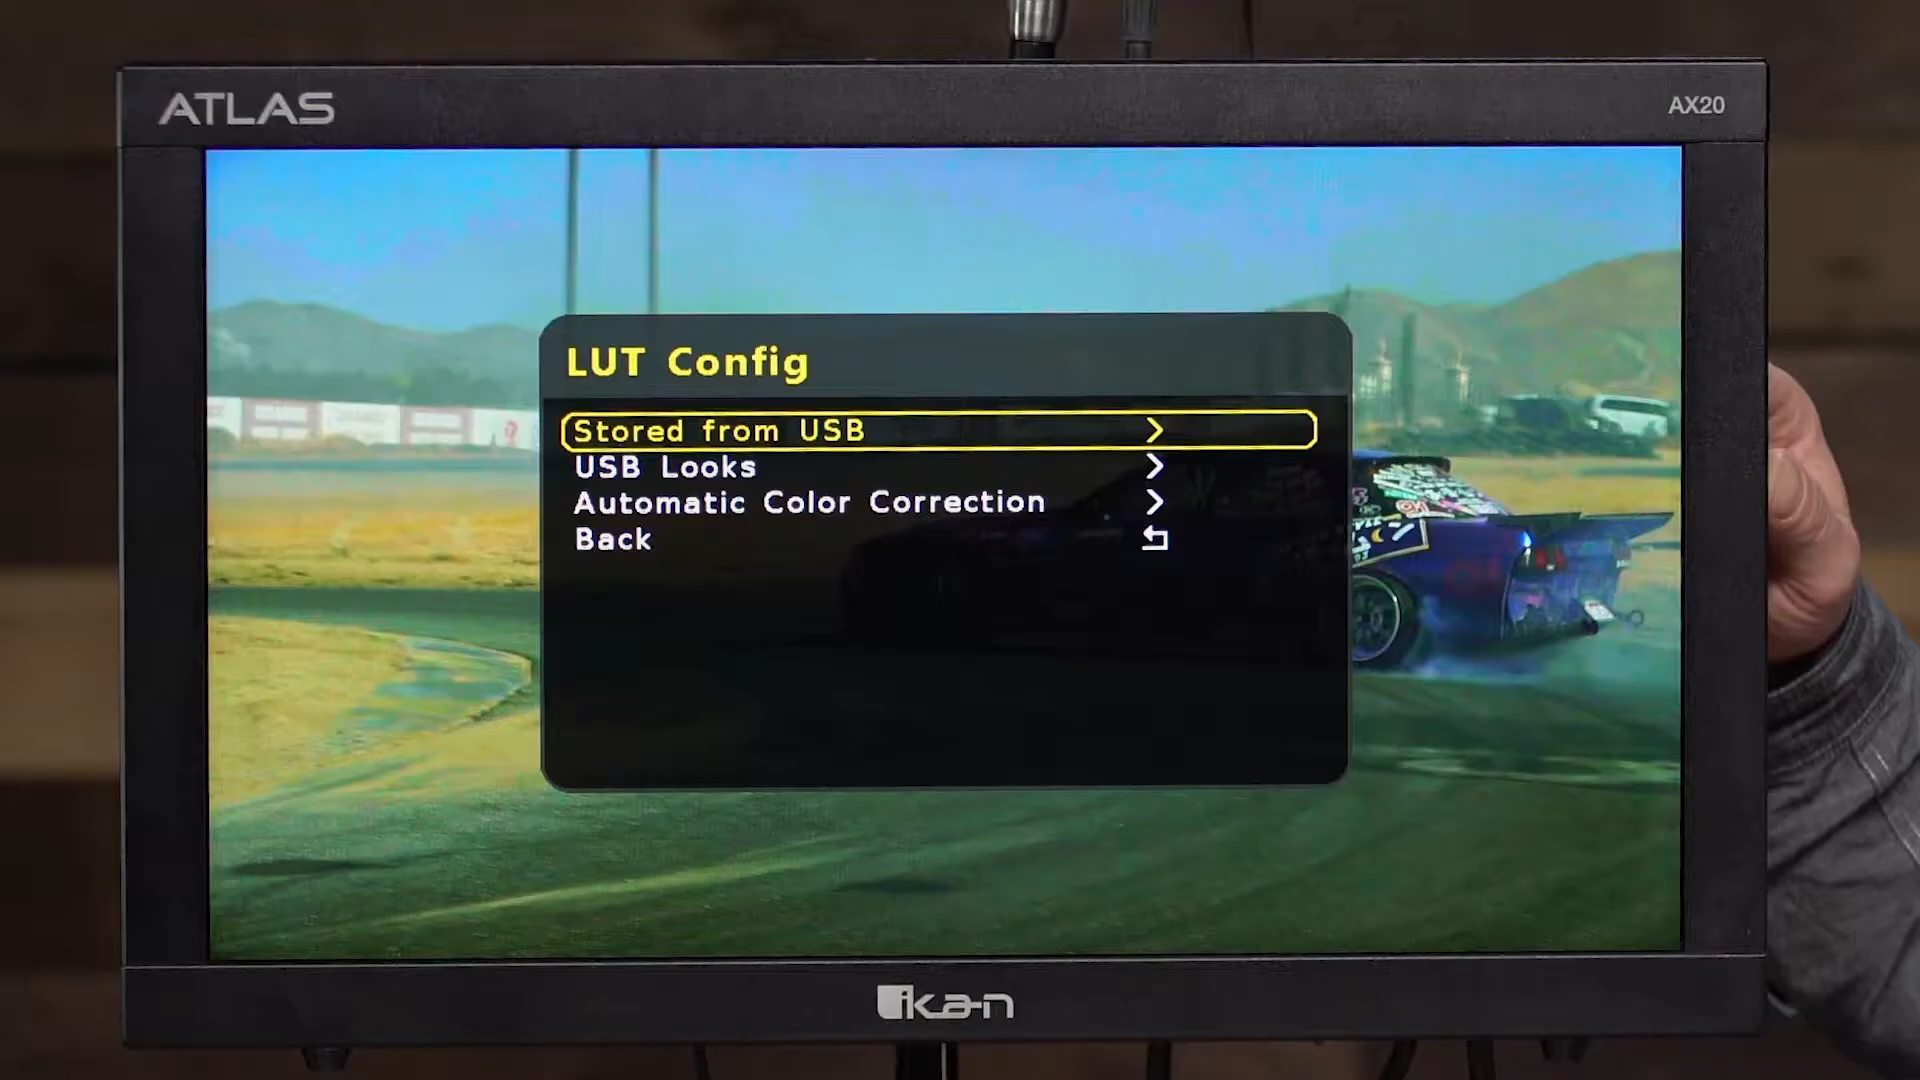 ATLAS
AX20
LUT Config
Stored from USB
USB Looks
Automatic Color Correction
Back
ikan